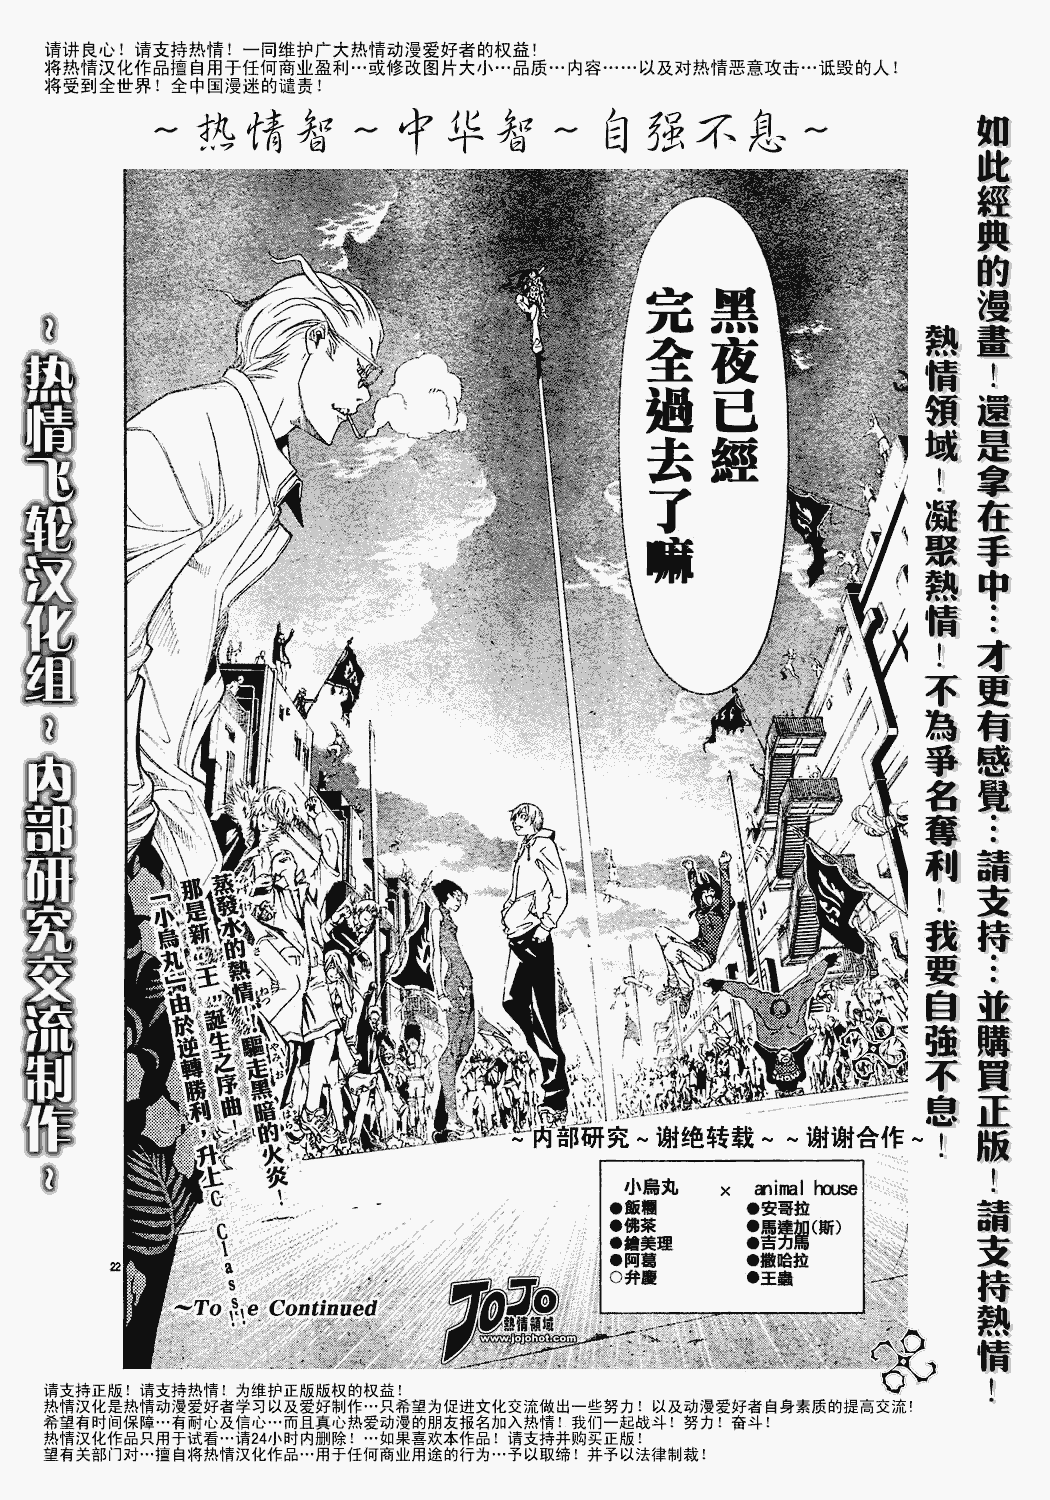 请讲良心！请支持热情！一同维护广大热情动漫爱好者的权益！
将热情汉化作品擅自用于任何商业盈利…或修改图片大小…品质…内容……以及对热情恶意攻击…诋毁的人！
将受到全世界！全中国漫迷的谴责！
～热情智～中华智～自强不息～
如此經典的漫畫！還是拿在手中…才更有感覺…請支持…並購買正版！請支持熱情！
熱情領域！凝聚熱情！不為爭名奪利！我要自強不息！
黑夜已經
完全過去了嘛
～热情飞轮汉化组～内部研究交流制作～
蒸發水的熱情!!驅走黑暗的火炎！
那是新〝王〞誕生之序曲！
「小烏丸」由於逆轉勝利，升上C Class!!
～内部研究～谢绝转载～～谢谢合作～
小烏丸 × animal house
●飯糰 ●安哥拉
●佛茶 ●馬達加(斯)
●繪美理 ●吉力馬
●阿葛 ●撒哈拉
○弁慶 ●王蟲
22
~To Be Continued
JOJO
熱情領域
www.jojohot.com
请支持正版！请支持热情！为维护正版版权的权益！
热情汉化是热情动漫爱好者学习以及爱好制作…只希望为促进文化交流做出一些努力！以及动漫爱好者自身素质的提高交流！
希望有时间保障…有耐心及信心…而且真心热爱动漫的朋友报名加入热情！我们一起战斗！努力！奋斗！
热情汉化作品只用于试看…请24小时内删除！…如果喜欢本作品！请支持并购买正版！
望有关部门对…擅自将热情汉化作品…用于任何商业用途的行为…予以取缔！并予以法律制裁！